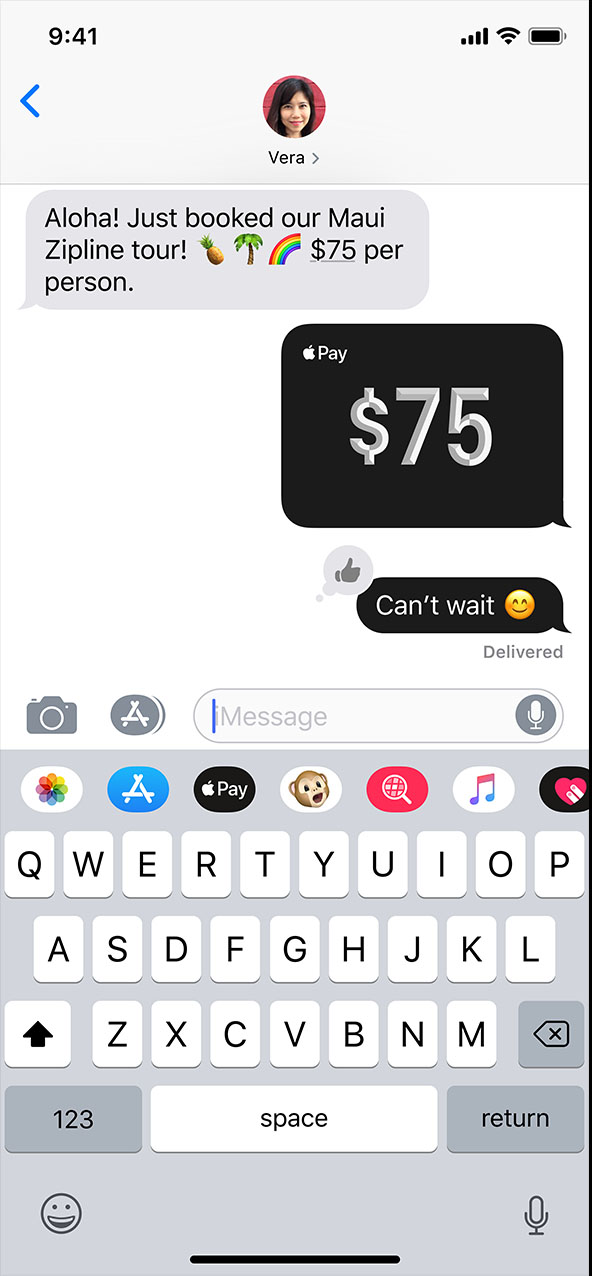 9:41
Vera
Aloha! Just booked our Maui
Zipline tour! 🍍🌴🌈 $75 per
person.
Pay
$75
Can’t wait 😊
Delivered
iMessage
Pay
Q W E R T Y U I O P
A S D F G H J K L
Z X C V B N M
123 space return